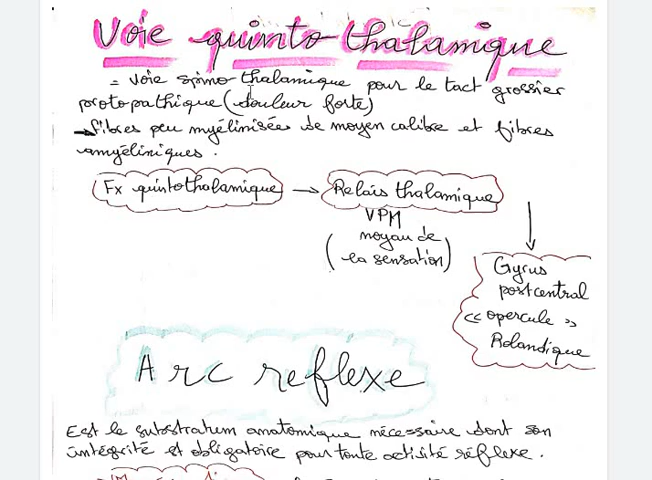 Voie quinto-thalamique
= Voie spino-thalamique pour le tact grossier
protopathique (douleur forte)
→ fibres peu myélinisées de moyen calibre et fibres
amyéliniques.
Fx quintothalamique → Relais thalamique
VPM
(noyau de
la sensation)
Gyrus
postcentral
<< opercule >>
Rolandique
Arc reflexe
Est le substratum anatomique nécessaire dont son
intégrité et obligatoire pour toute activité réflexe.